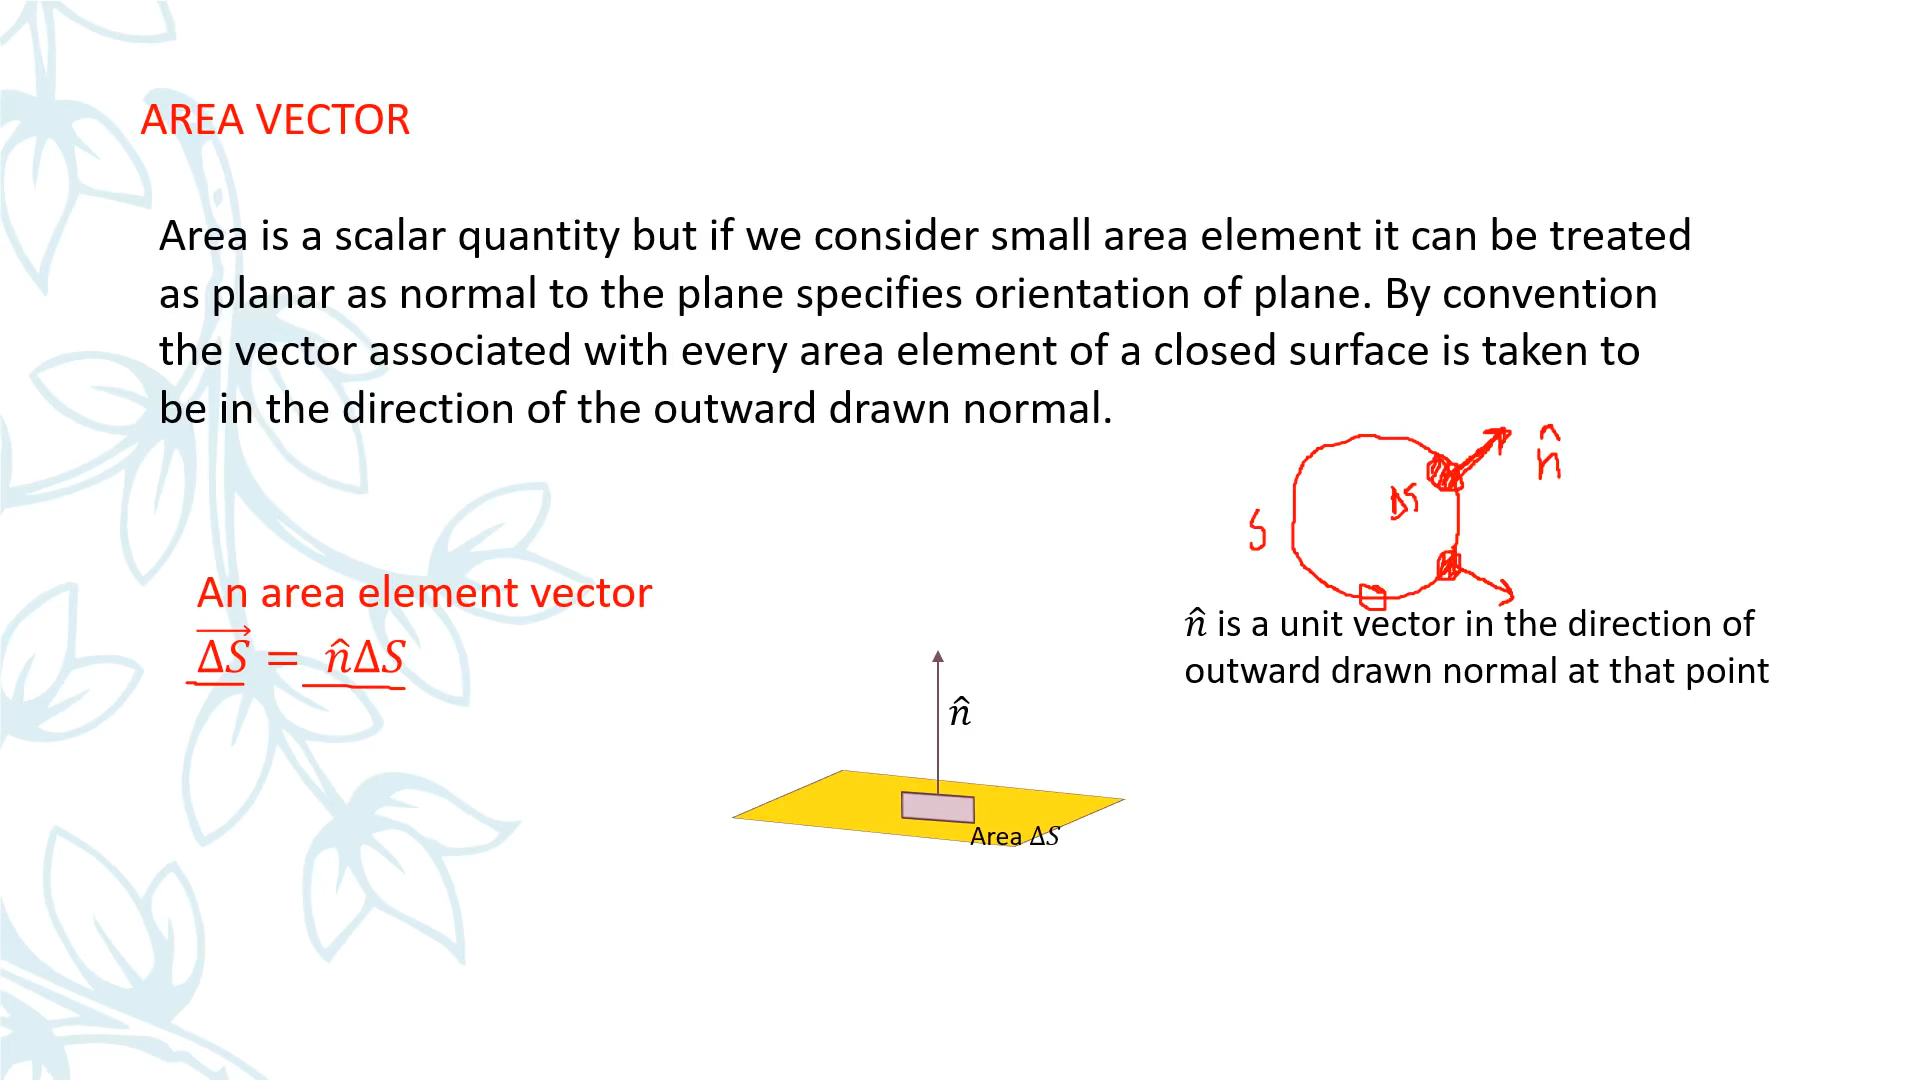 AREA VECTOR
Area is a scalar quantity but if we consider small area element it can be treated
as planar as normal to the plane specifies orientation of plane. By convention
the vector associated with every area element of a closed surface is taken to
be in the direction of the outward drawn normal.
n̂
ΔS
S
An area element vector
\overrightarrow{ΔS} = n̂ΔS
n̂ is a unit vector in the direction of
outward drawn normal at that point
n̂
Area ΔS